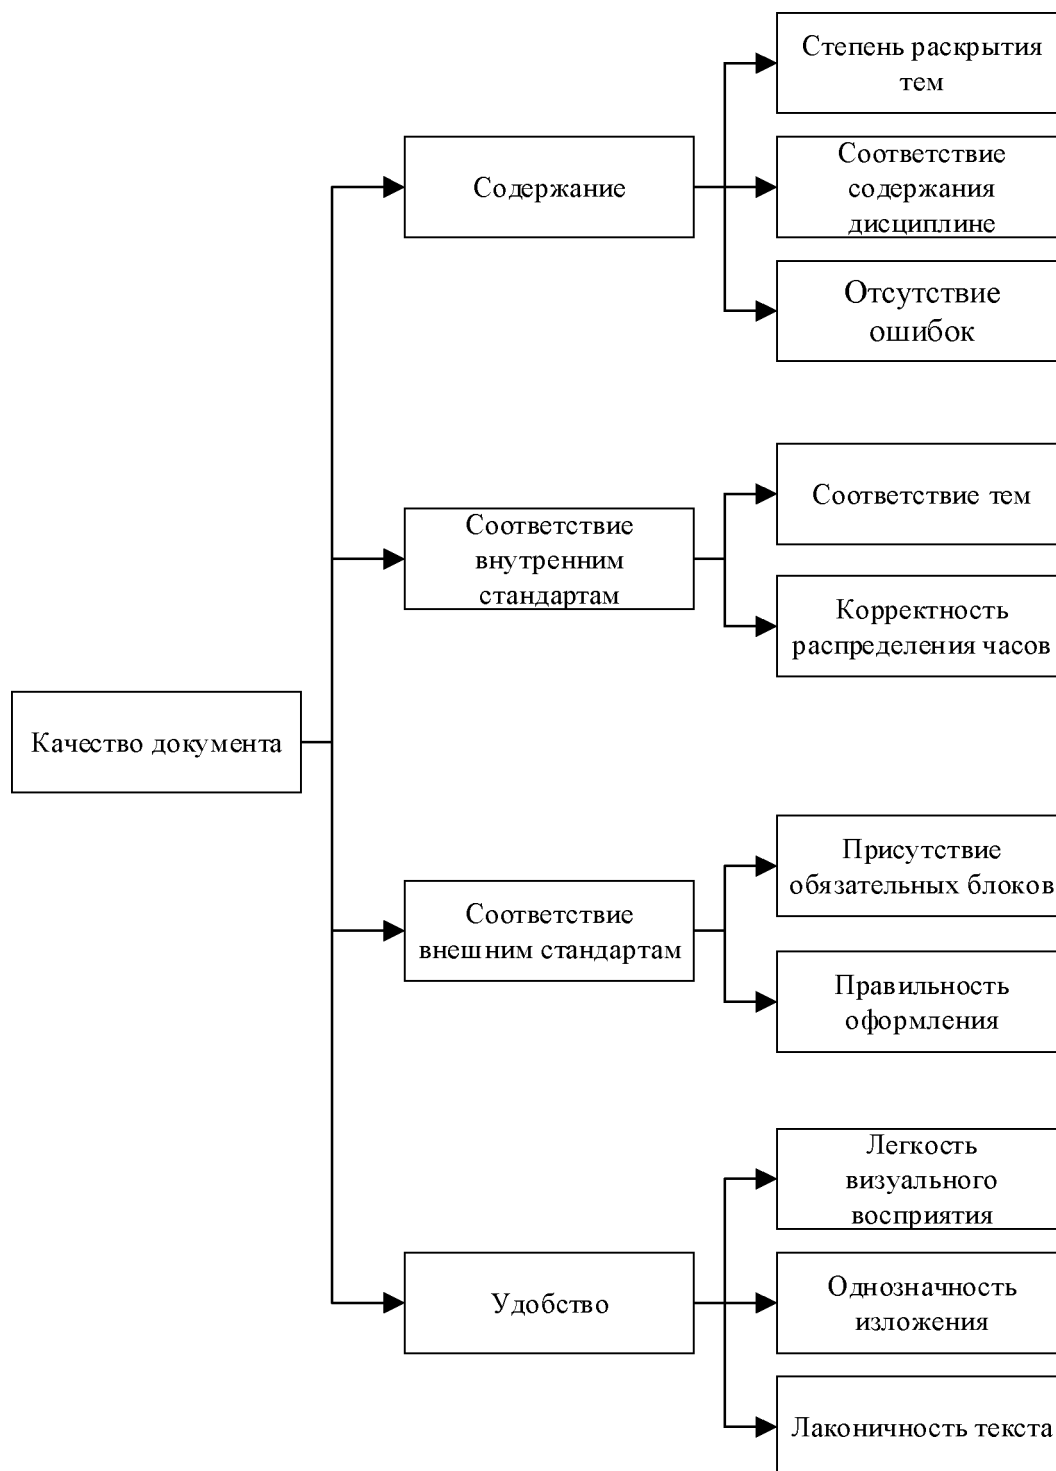 Степень раскрытия
тем
Содержание
Соответствие
содержания
дисциплине
Отсутствие
ошибок
Соответствие
внутренним
стандартам
Соответствие тем
Корректность
распределения часов
Качество документа
Соответствие
внешним стандартам
Присутствие
обязательных блоков
Правильность
оформления
Удобство
Легкость
визуального
восприятия
Однозначность
изложения
Лаконичность текста